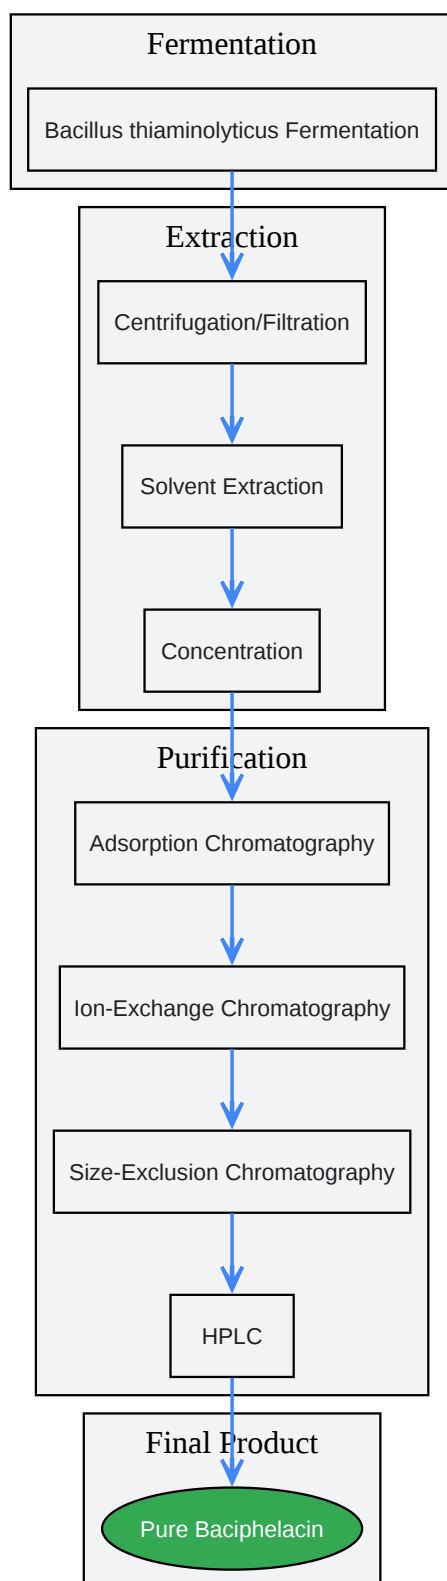 Fermentation
Bacillus thiaminolyticus Fermentation
Extraction
Centrifugation/Filtration
Solvent Extraction
Concentration
Purification
Adsorption Chromatography
Ion-Exchange Chromatography
Size-Exclusion Chromatography
HPLC
Final Product
Pure Baciphelacin